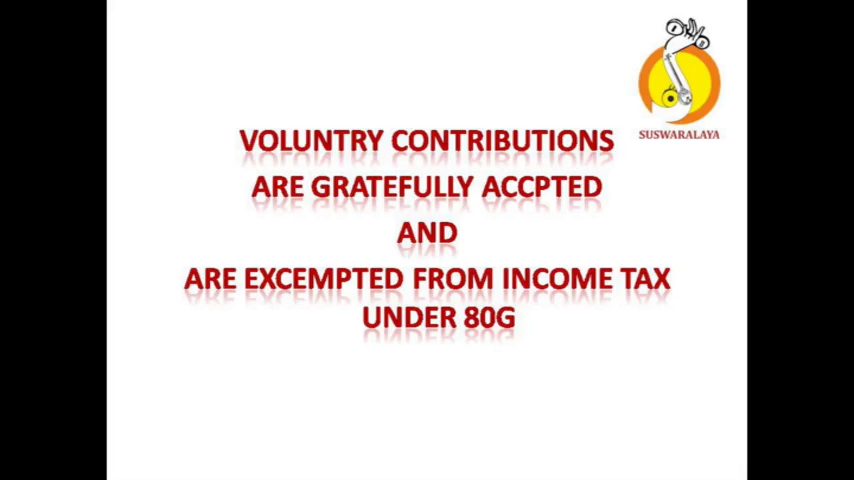 SUSWARALAYA
VOLUNTRY CONTRIBUTIONS
ARE GRATEFULLY ACCPTED
AND
ARE EXCEMPTED FROM INCOME TAX
UNDER 80G